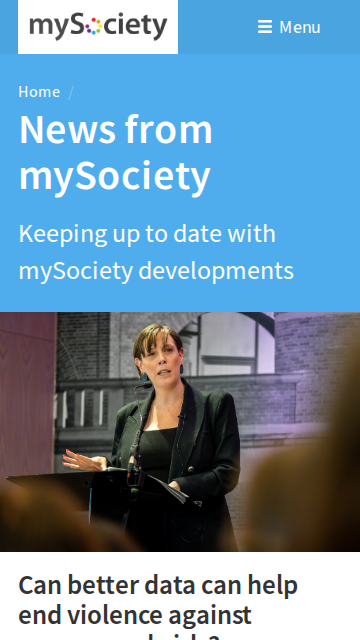 mySociety
Menu
Home /
News from
mySociety
Keeping up to date with
mySociety developments
Can better data can help
end violence against